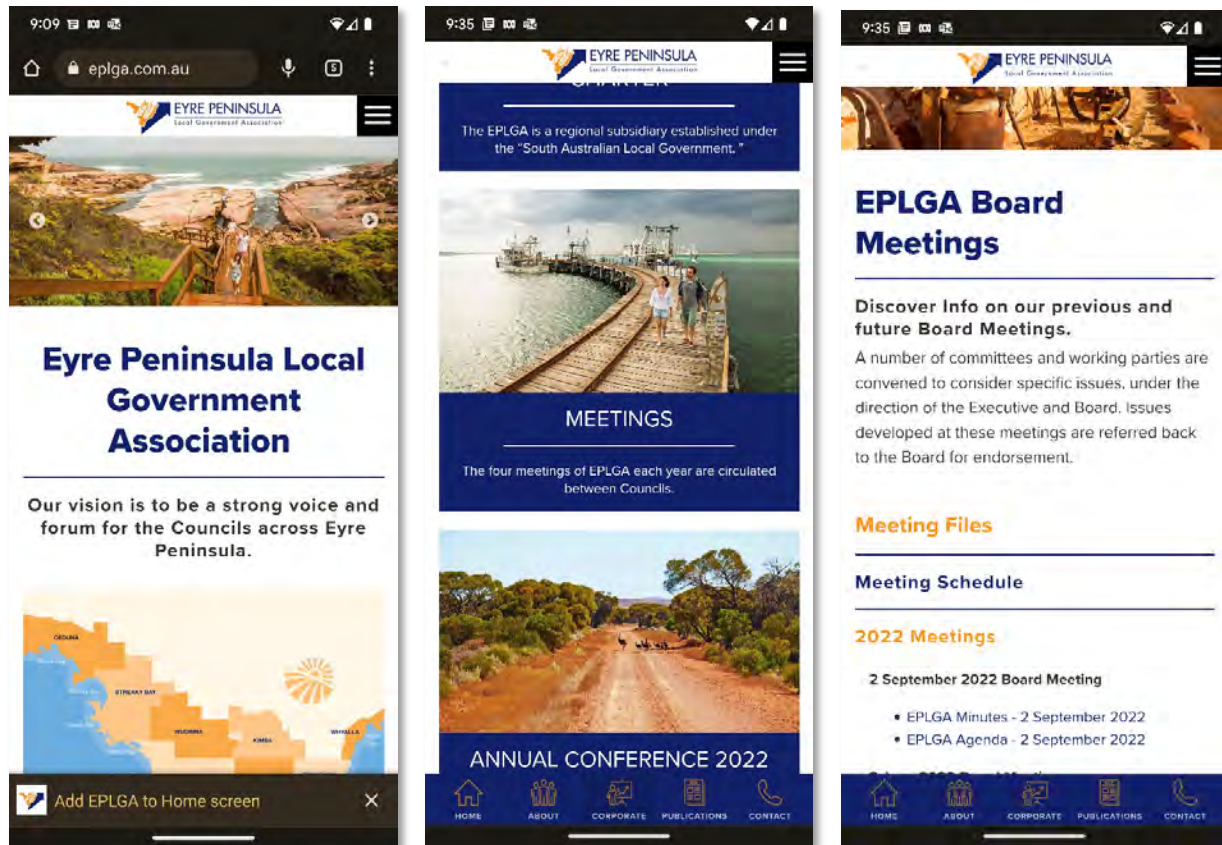 9:09
eplga.com.au
5
EYRE PENINSULA
Local Government Association
Eyre Peninsula Local
Government
Association
Our vision is to be a strong voice and
forum for the Councils across Eyre
Peninsula.
CEDUNA
STREAKY BAY
WUDINNA
KIMBA
WHYALLA
Add EPLGA to Home screen
9:35
EYRE PENINSULA
Local Government Association
CHARTER
The EPLGA is a regional subsidiary established under
the “South Australian Local Government. ”
MEETINGS
The four meetings of EPLGA each year are circulated
between Councils.
ANNUAL CONFERENCE 2022
HOME ABOUT CORPORATE PUBLICATIONS CONTACT
9:35
EYRE PENINSULA
Local Government Association
EPLGA Board
Meetings
Discover Info on our previous and
future Board Meetings.
A number of committees and working parties are
convened to consider specific issues, under the
direction of the Executive and Board. Issues
developed at these meetings are referred back
to the Board for endorsement.
Meeting Files
Meeting Schedule
2022 Meetings
2 September 2022 Board Meeting
• EPLGA Minutes - 2 September 2022
• EPLGA Agenda - 2 September 2022
HOME ABOUT CORPORATE PUBLICATIONS CONTACT